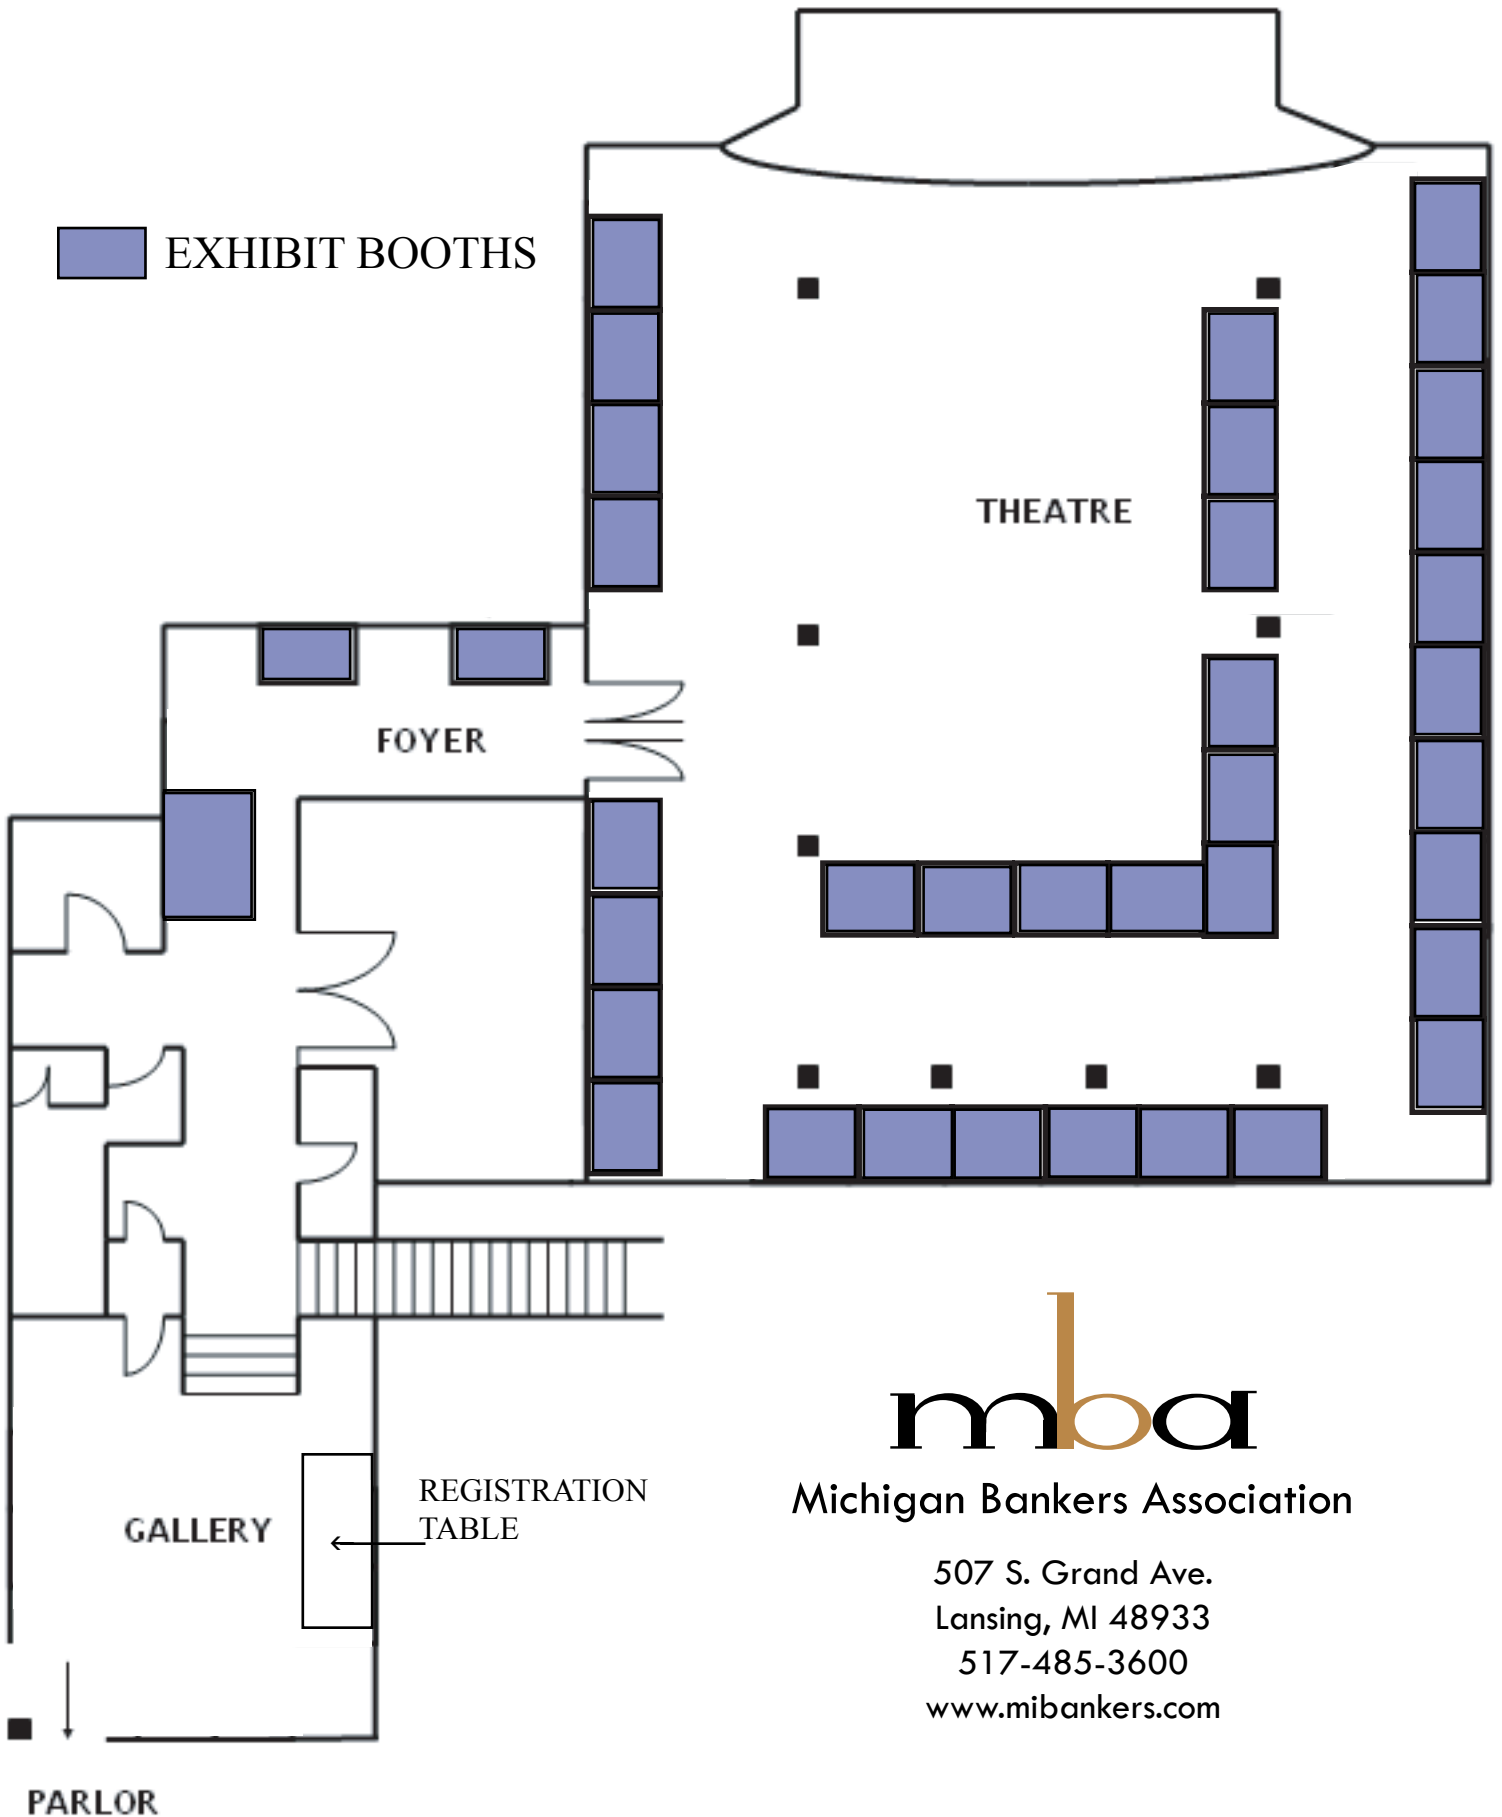 EXHIBIT BOOTHS
THEATRE
FOYER
REGISTRATION
TABLE
GALLERY
PARLOR
mba
Michigan Bankers Association
507 S. Grand Ave.
Lansing, MI 48933
517-485-3600
www.mibankers.com